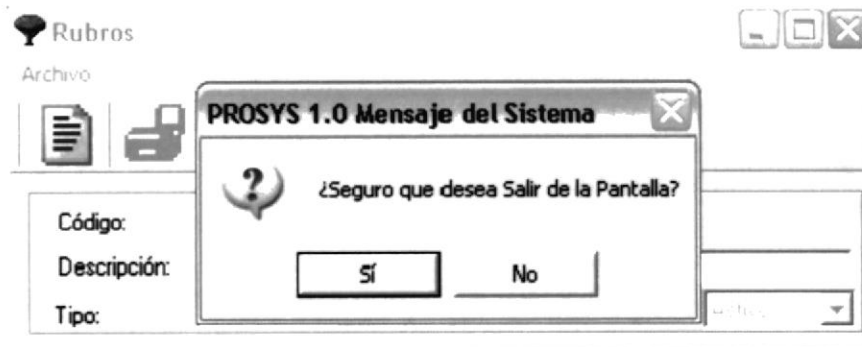 Rubros
Archivo
PROSYS 1.0 Mensaje del Sistema
¿Seguro que desea Salir de la Pantalla?
Código:
Descripción:
Sí No
Tipo: